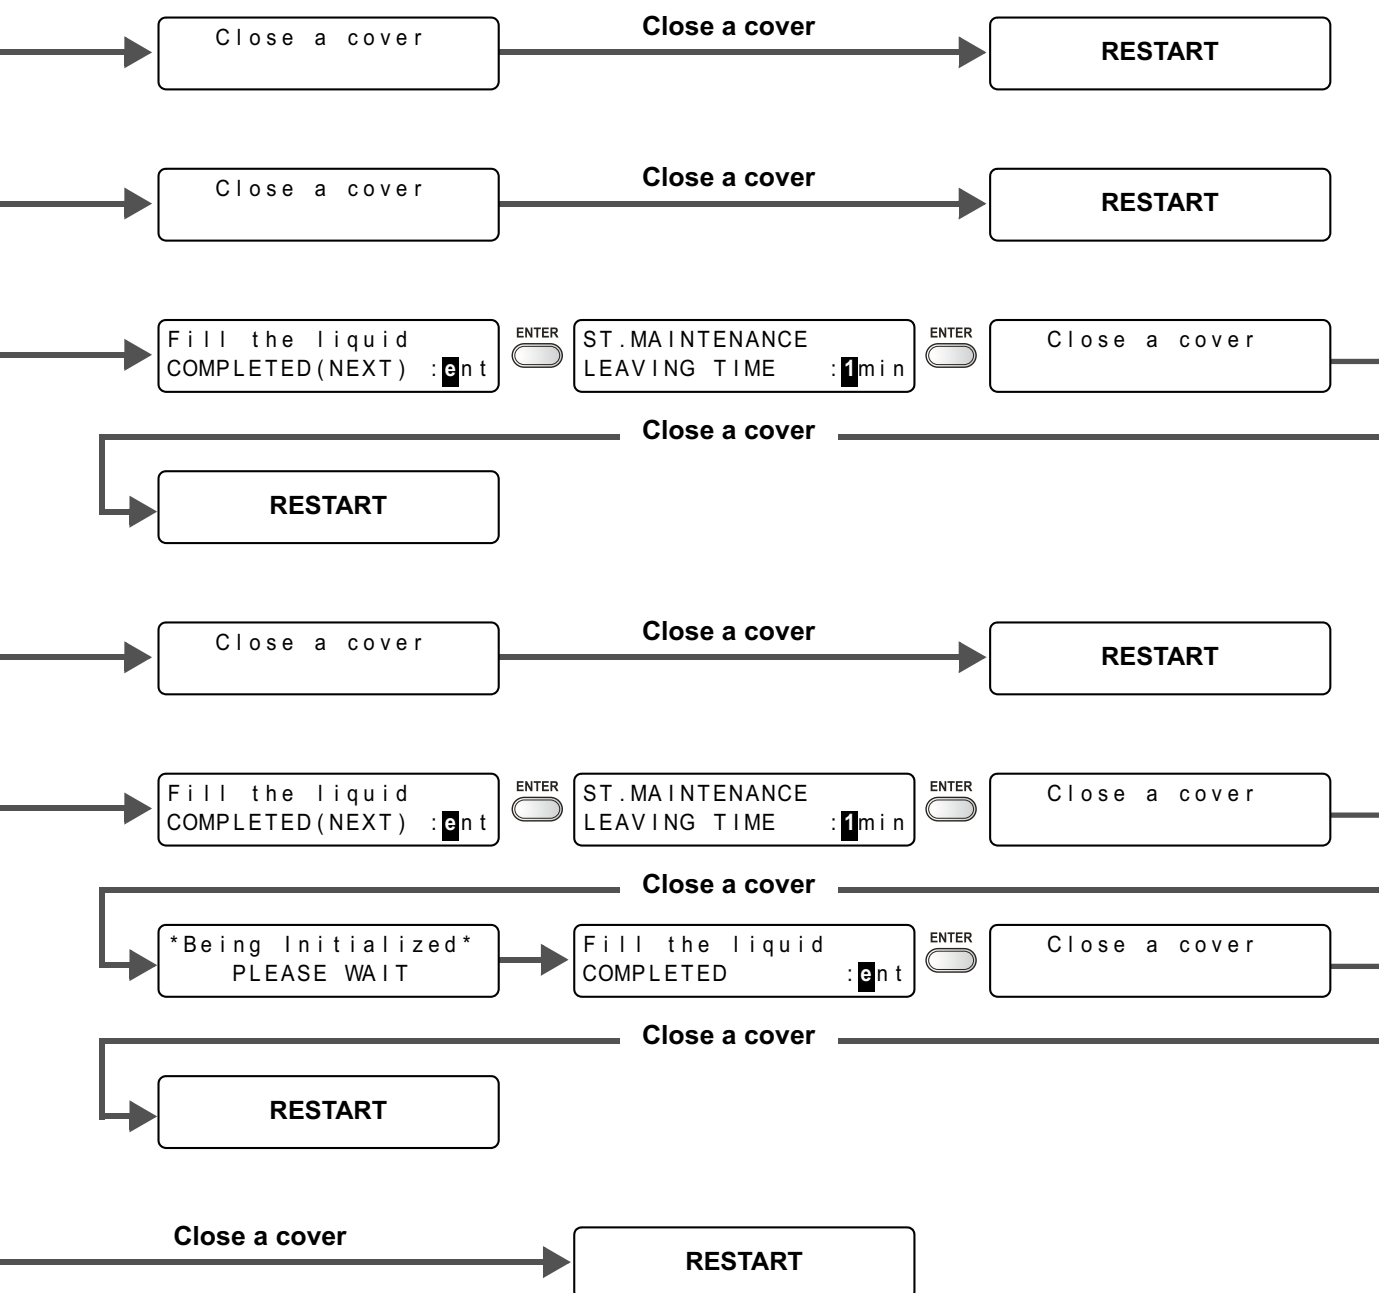 Close a cover
Close a cover
RESTART
Close a cover
Close a cover
RESTART
Fill the liquid
COMPLETED(NEXT) :ent
ENTER
ST.MAINTENANCE
LEAVING TIME :1min
ENTER
Close a cover
Close a cover
RESTART
Close a cover
Close a cover
RESTART
Fill the liquid
COMPLETED(NEXT) :ent
ENTER
ST.MAINTENANCE
LEAVING TIME :1min
ENTER
Close a cover
Close a cover
*Being Initialized*
PLEASE WAIT
Fill the liquid
COMPLETED :ent
ENTER
Close a cover
Close a cover
RESTART
Close a cover
RESTART